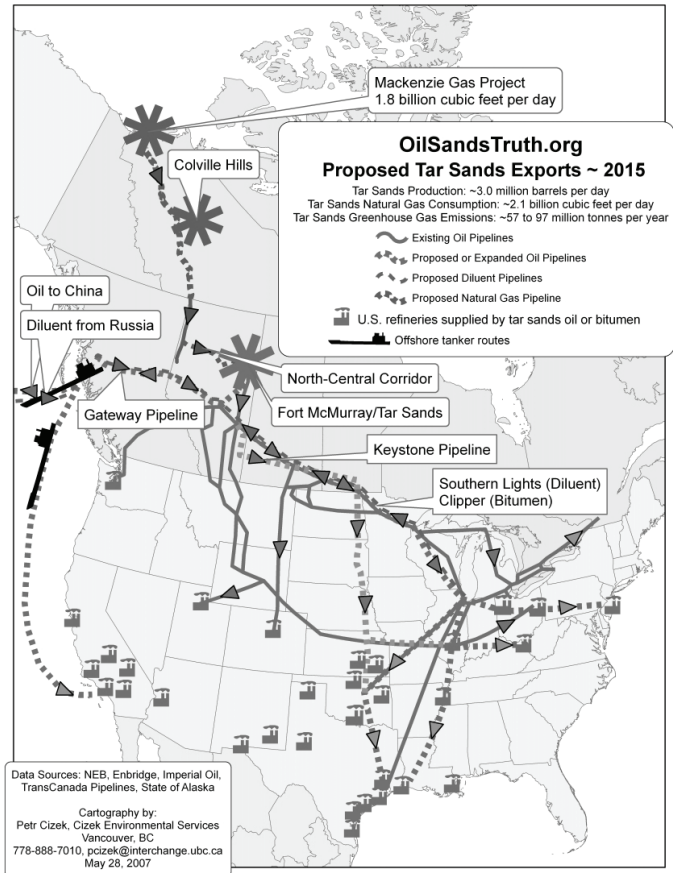 Mackenzie Gas Project
1.8 billion cubic feet per day
Colville Hills
OilSandsTruth.org
Proposed Tar Sands Exports ~ 2015
Tar Sands Production: ~3.0 million barrels per day
Tar Sands Natural Gas Consumption: ~2.1 billion cubic feet per day
Tar Sands Greenhouse Gas Emissions: ~57 to 97 million tonnes per year
Existing Oil Pipelines
Proposed or Expanded Oil Pipelines
Proposed Diluent Pipelines
Proposed Natural Gas Pipeline
U.S. refineries supplied by tar sands oil or bitumen
Offshore tanker routes
Oil to China
Diluent from Russia
North-Central Corridor
Gateway Pipeline
Fort McMurray/Tar Sands
Keystone Pipeline
Southern Lights (Diluent)
Clipper (Bitumen)
Data Sources: NEB, Enbridge, Imperial Oil,
TransCanada Pipelines, State of Alaska
Cartography by:
Petr Cizek, Cizek Environmental Services
Vancouver, BC
778-888-7010, pcizek@interchange.ubc.ca
May 28, 2007